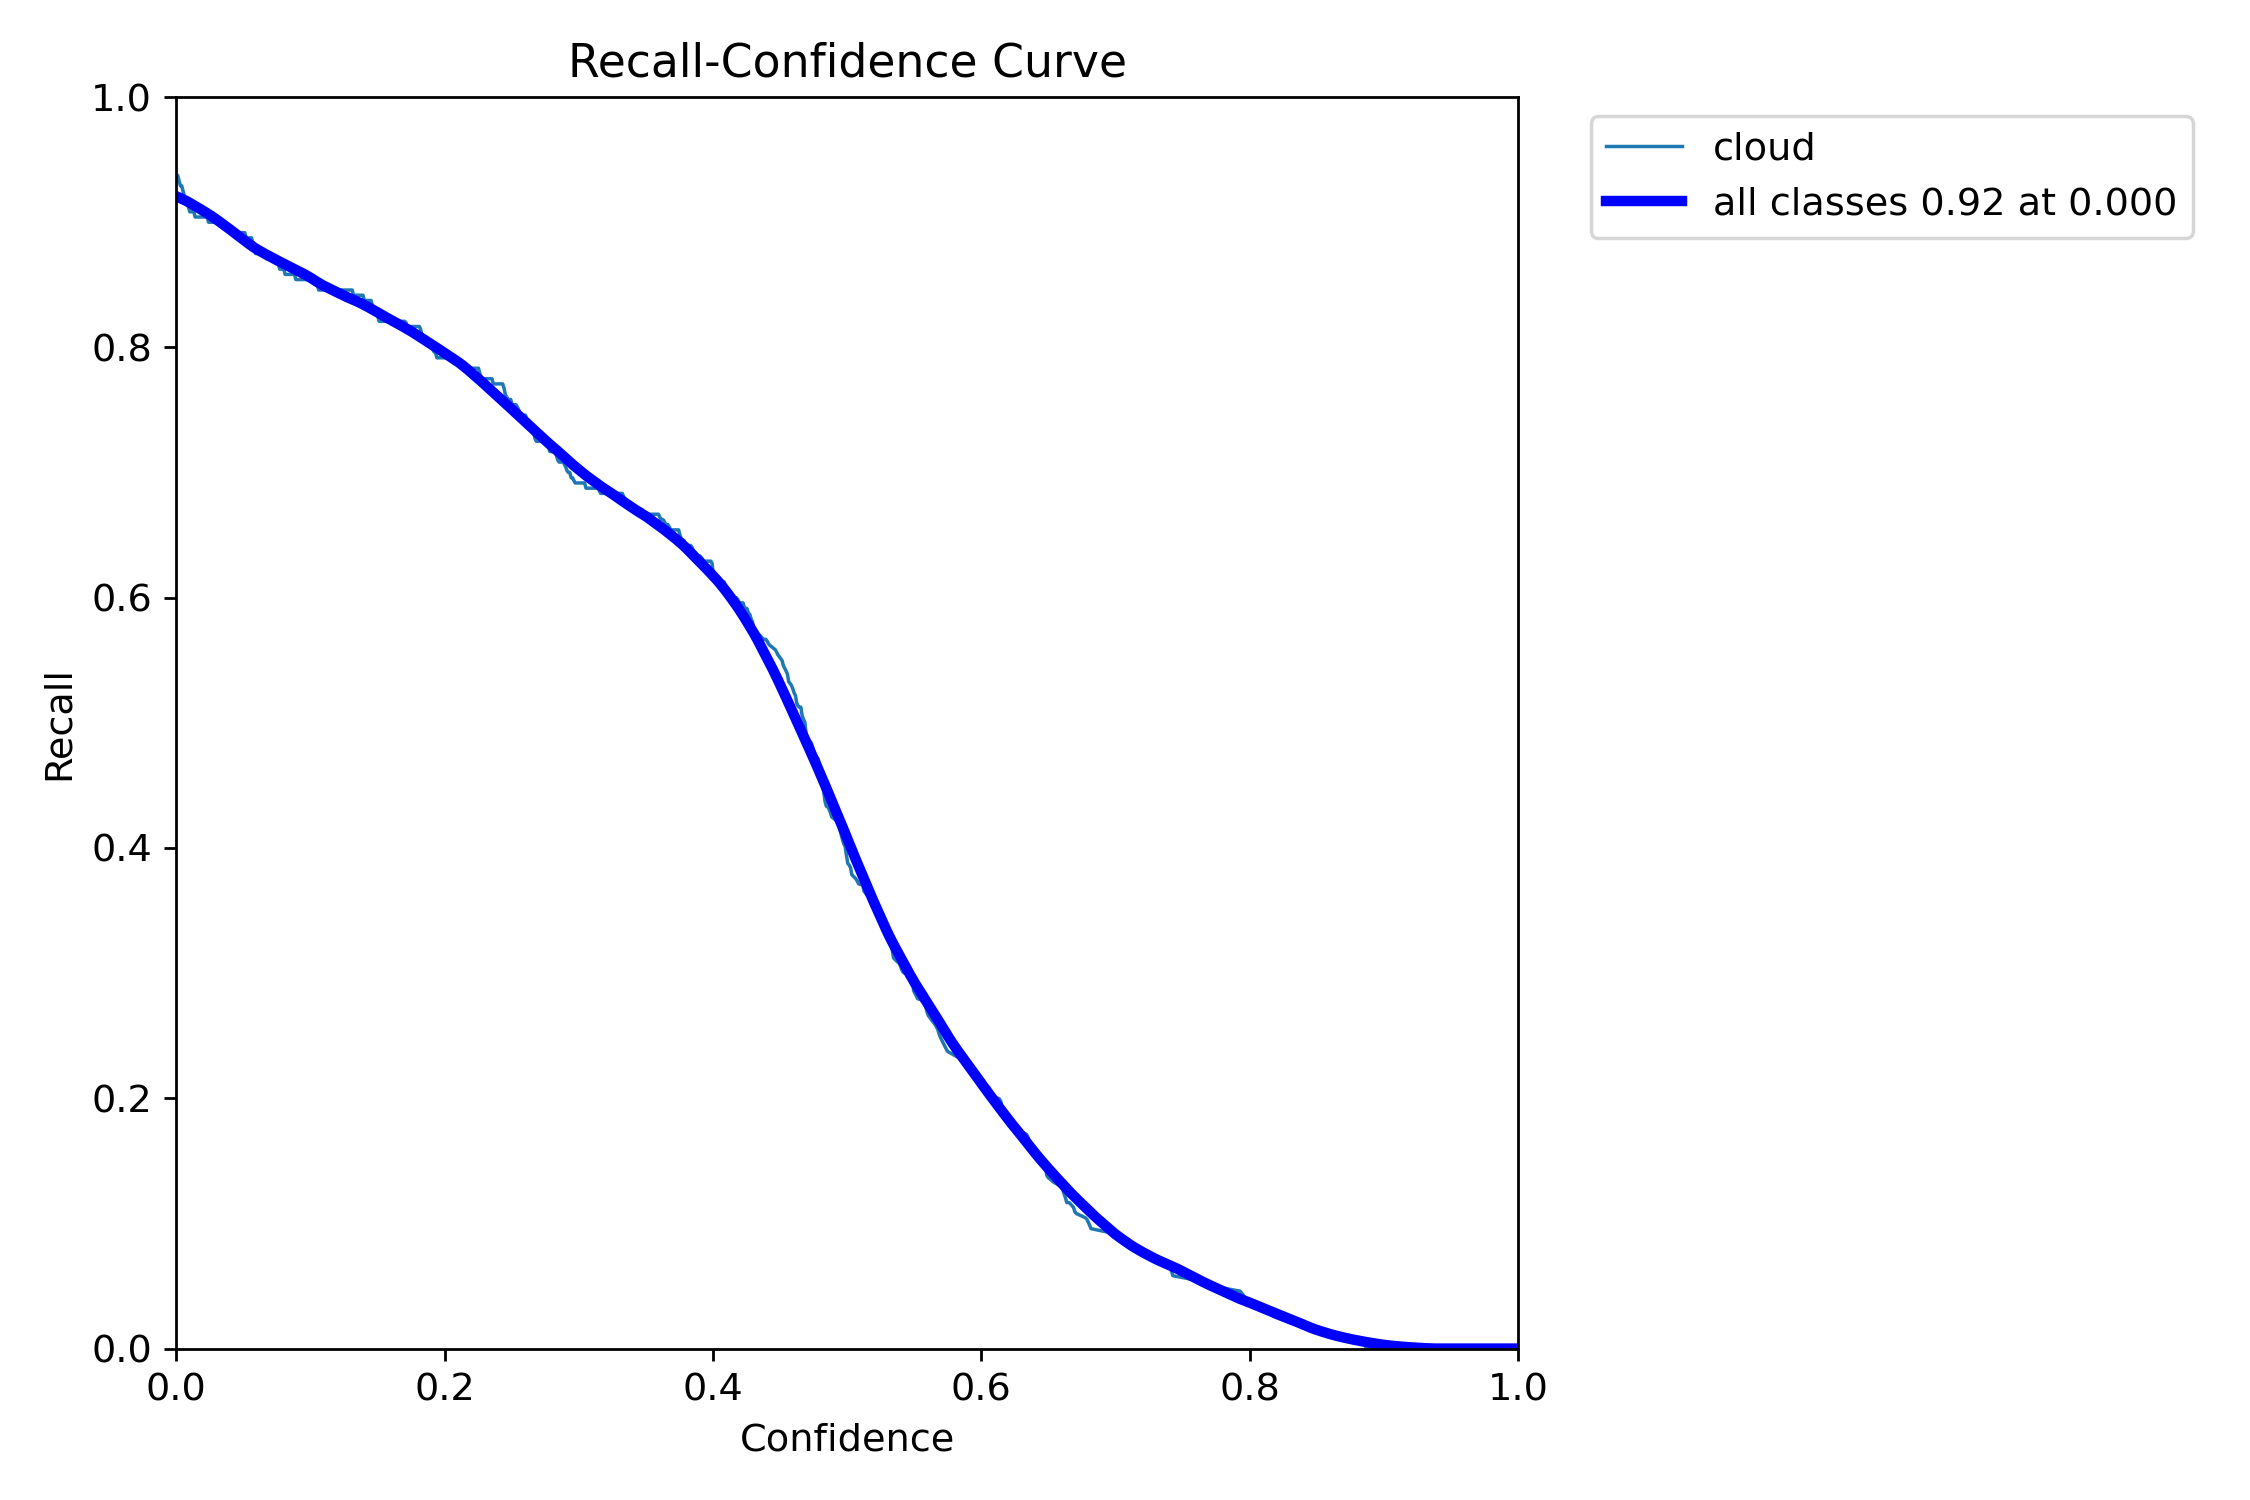 Recall-Confidence Curve
1.0
0.8
0.6
0.4
0.2
0.0
Recall
0.0 0.2 0.4 0.6 0.8 1.0
Confidence
cloud
all classes 0.92 at 0.000